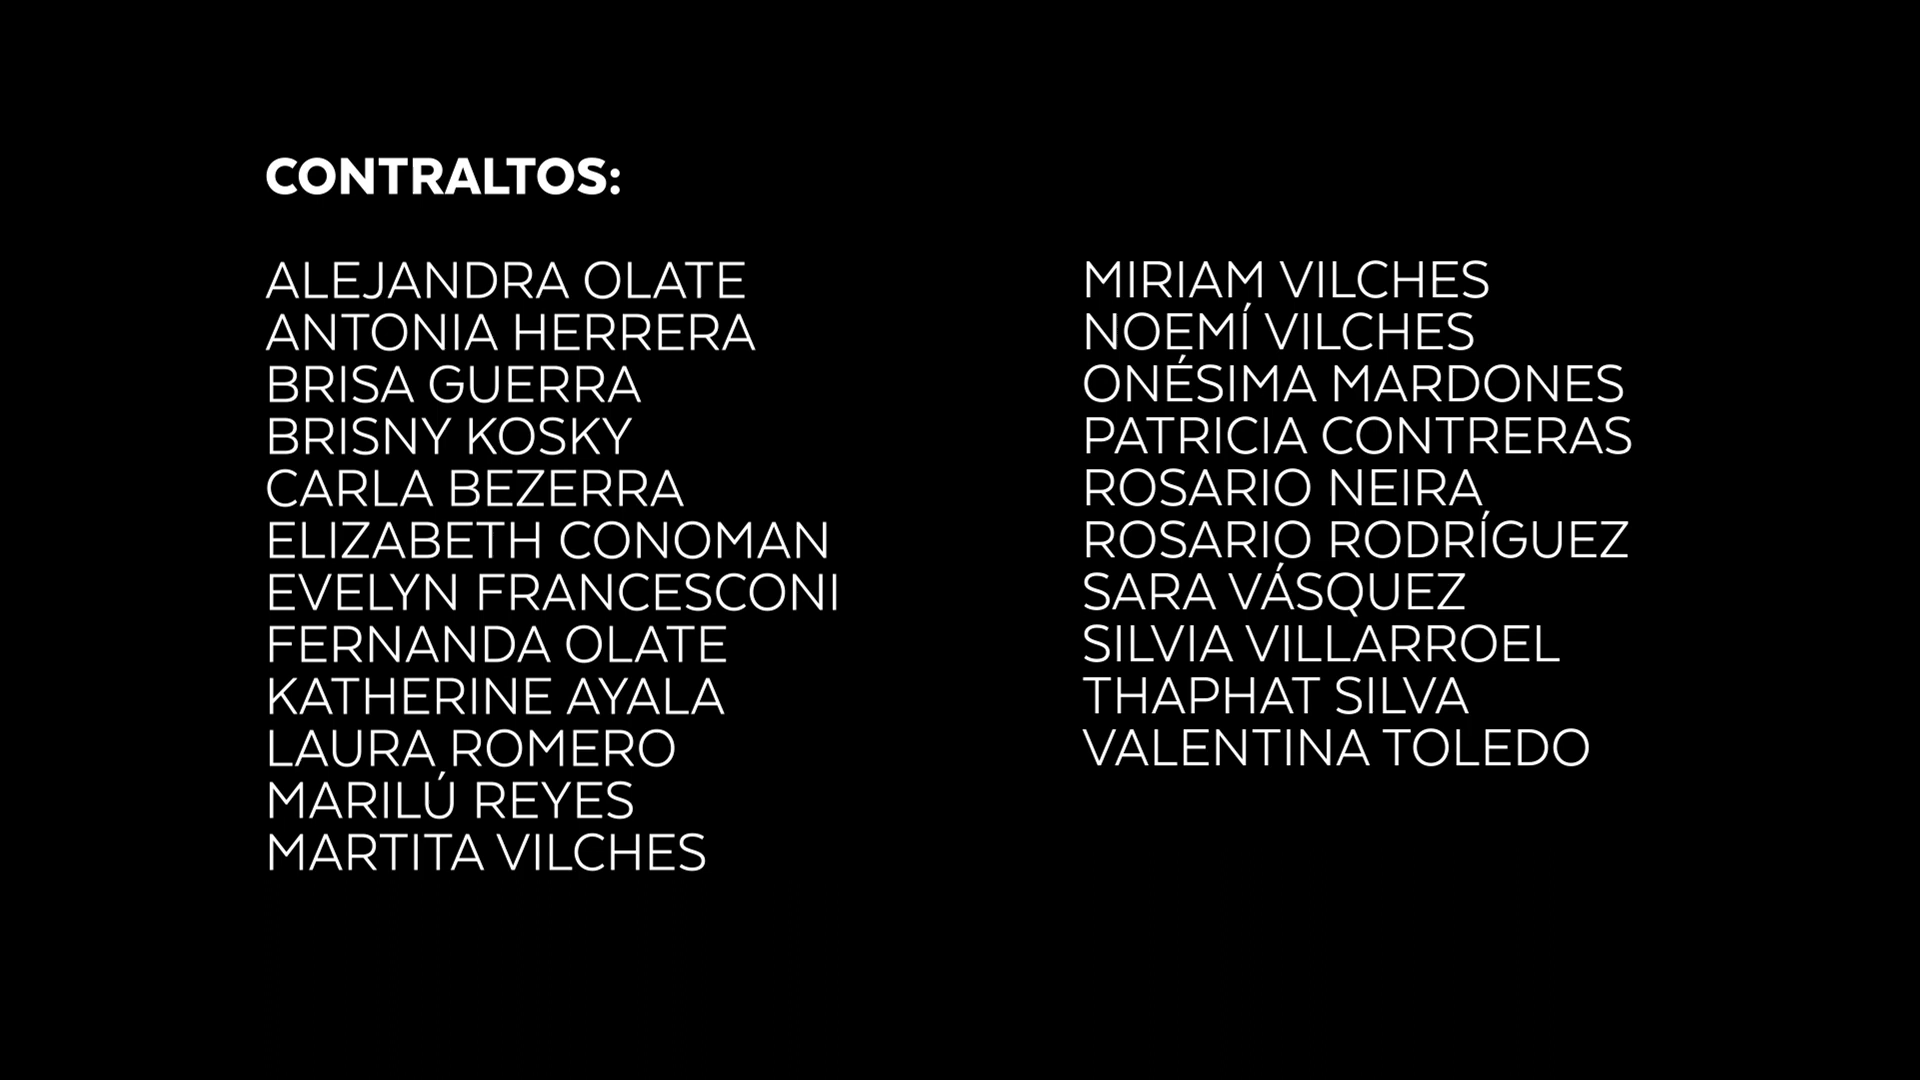 CONTRALTOS:
ALEJANDRA OLATE
ANTONIA HERRERA
BRISA GUERRA
BRISNY KOSKY
CARLA BEZERRA
ELIZABETH CONOMAN
EVELYN FRANCESCONI
FERNANDA OLATE
KATHERINE AYALA
LAURA ROMERO
MARILÚ REYES
MARTITA VILCHES
MIRIAM VILCHES
NOEMÍ VILCHES
ONÉSIMA MARDONES
PATRICIA CONTRERAS
ROSARIO NEIRA
ROSARIO RODRÍGUEZ
SARA VÁSQUEZ
SILVIA VILLARROEL
THAPHAT SILVA
VALENTINA TOLEDO